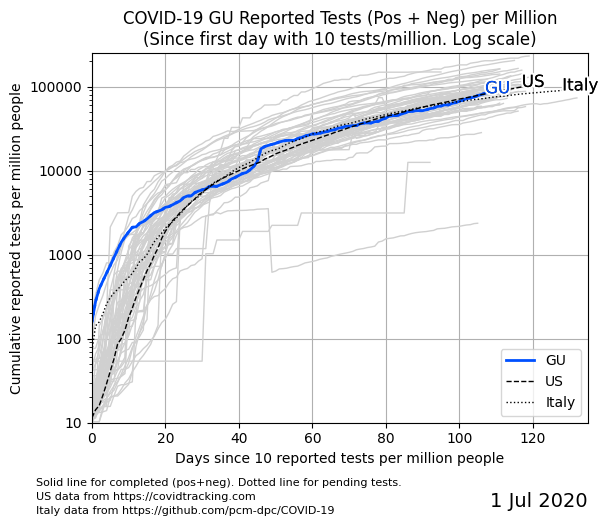 COVID-19 GU Reported Tests (Pos + Neg) per Million
(Since first day with 10 tests/million. Log scale)
Cumulative reported tests per million people
100000
10000
1000
100
10
GU
US
Italy
GU
US
Italy
0
20
40
60
80
100
120
Days since 10 reported tests per million people
Solid line for completed (pos+neg). Dotted line for pending tests.
US data from https://covidtracking.com
Italy data from https://github.com/pcm-dpc/COVID-19
1 Jul 2020